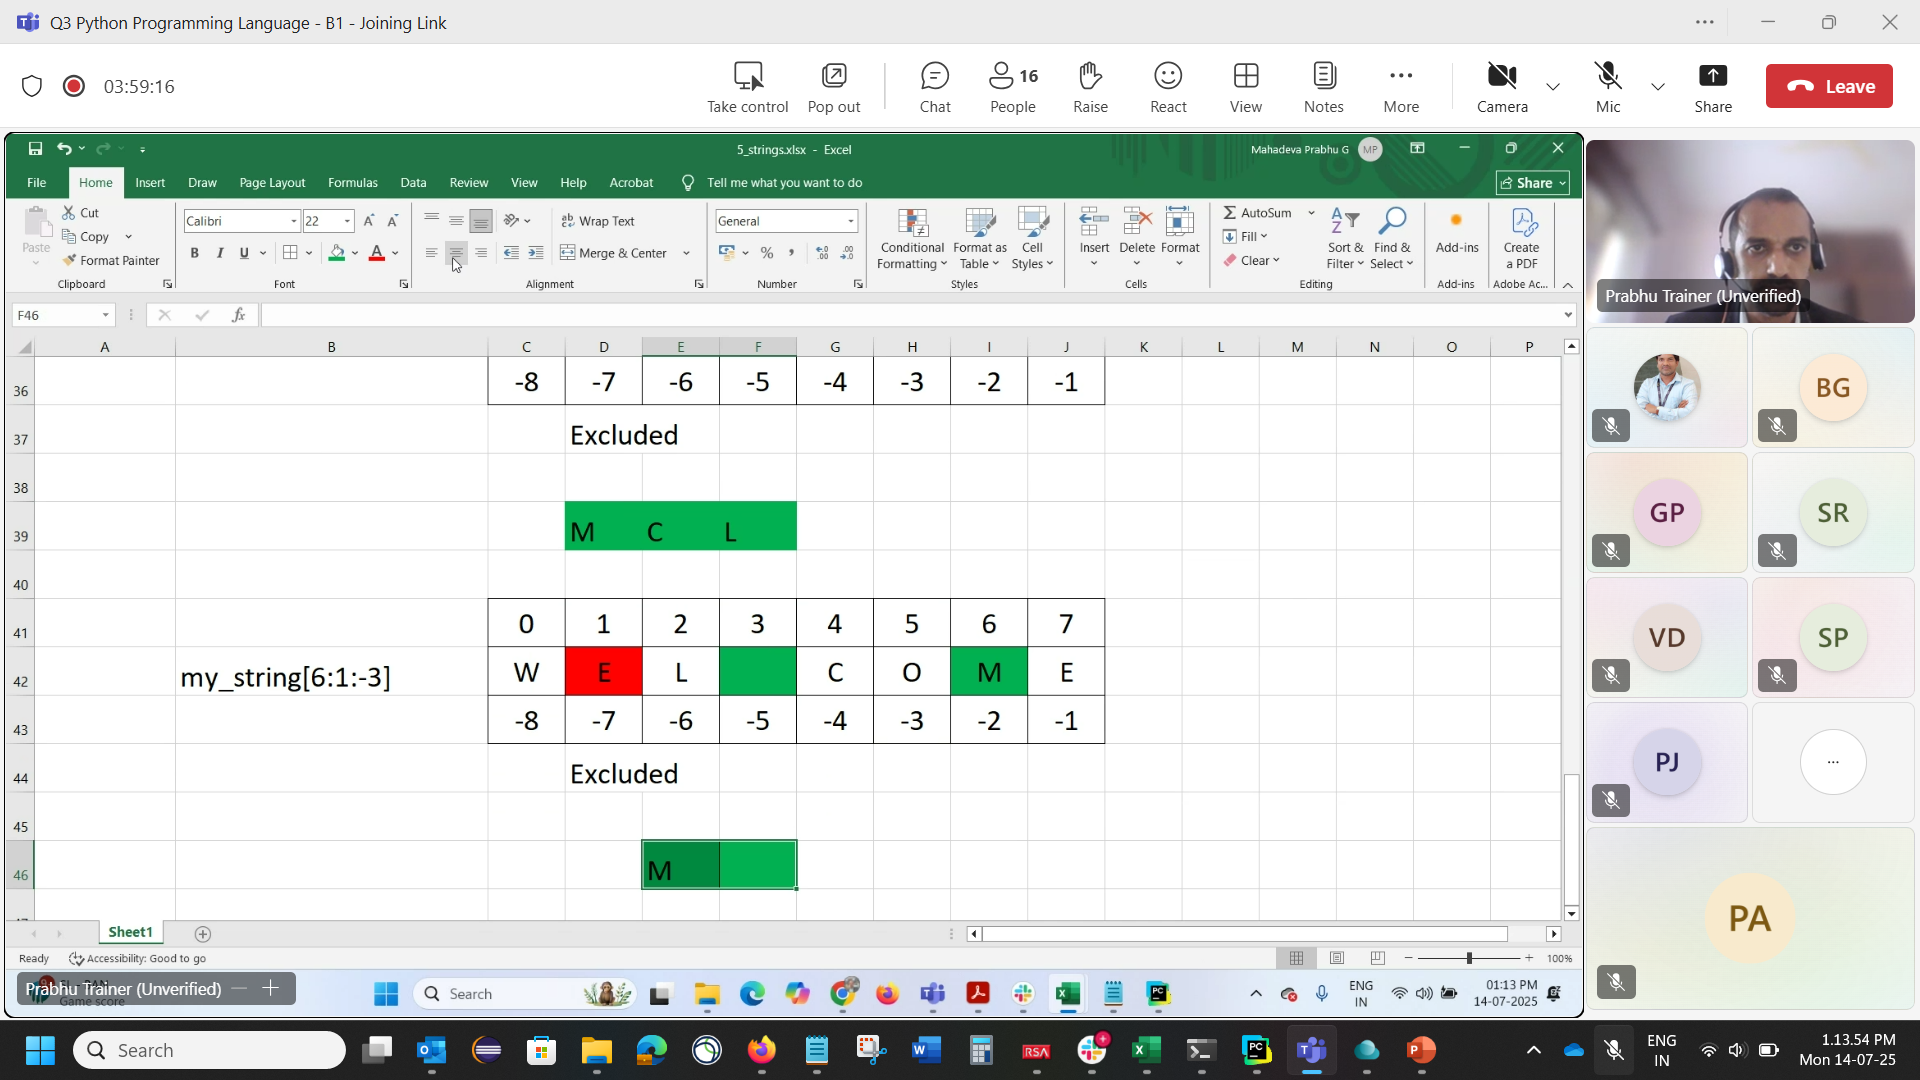 Q3 Python Programming Language - B1 - Joining Link
03:59:16
Take control
Pop out
Chat
16
People
Raise
React
View
Notes
More
Camera
Mic
Share
Leave
5_strings.xlsx - Excel
Mahadeva Prabhu G
MP
File Home Insert Draw Page Layout Formulas Data Review View Help Acrobat Tell me what you want to do
Share
Paste
Cut
Copy
Format Painter
Clipboard
Calibri 22
B I U
Font
Wrap Text
Merge & Center
Alignment
General
Number
Conditional Formatting
Format as Table
Cell Styles
Styles
Insert
Delete
Format
Cells
AutoSum
Fill
Clear
Sort & Filter
Find & Select
Editing
Add-ins
Add-ins
Create a PDF
Adobe Ac...
F46
fx
A B C D E F G H I J K L M N O P
36 -8 -7 -6 -5 -4 -3 -2 -1
37 Excluded
38
39 M C L
40
41 0 1 2 3 4 5 6 7
42 my_string[6:1:-3] W E L C O M E
43 -8 -7 -6 -5 -4 -3 -2 -1
44 Excluded
45
46 M
Sheet1
Ready
Accessibility: Good to go
100%
Prabhu Trainer (Unverified)
Game score
Search
ENG
IN
01:13 PM
14-07-2025
Prabhu Trainer (Unverified)
BG
GP
SR
VD
SP
PJ
...
PA
Search
RSA
ENG
IN
1.13.54 PM
Mon 14-07-25